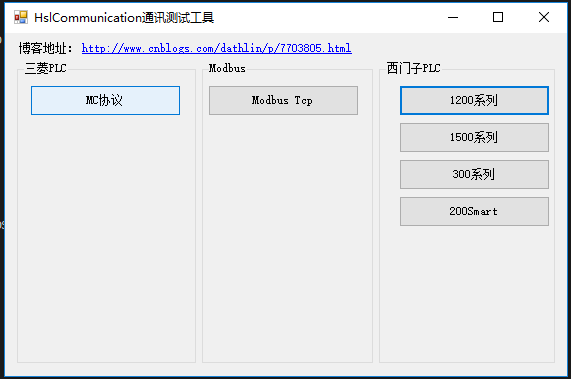 HslCommunication通讯测试工具
博客地址: http://www.cnblogs.com/dathlin/p/7703805.html
三菱PLC
MC协议
Modbus
Modbus Tcp
西门子PLC
1200系列
1500系列
300系列
200Smart